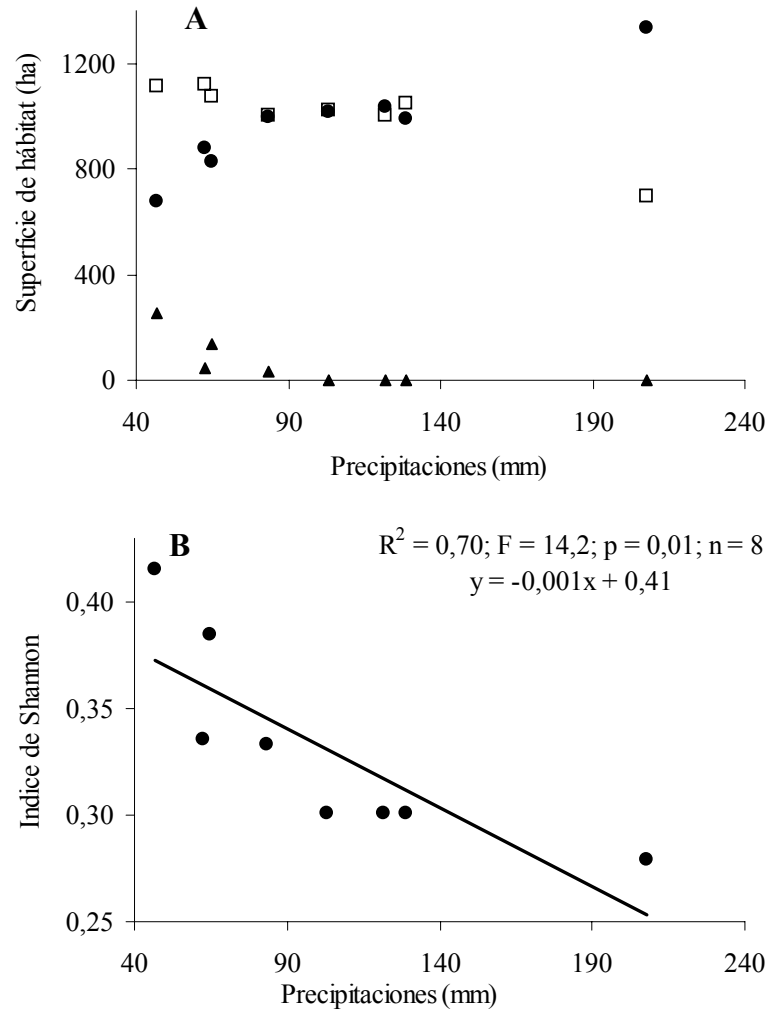 A
1200
800
400
0
Superficie de hábitat (ha)
40 90 140 190 240
Precipitaciones (mm)
B
R² = 0,70; F = 14,2; p = 0,01; n = 8
y = -0,001x + 0,41
0,40
0,35
0,30
0,25
Indice de Shannon
40 90 140 190 240
Precipitaciones (mm)